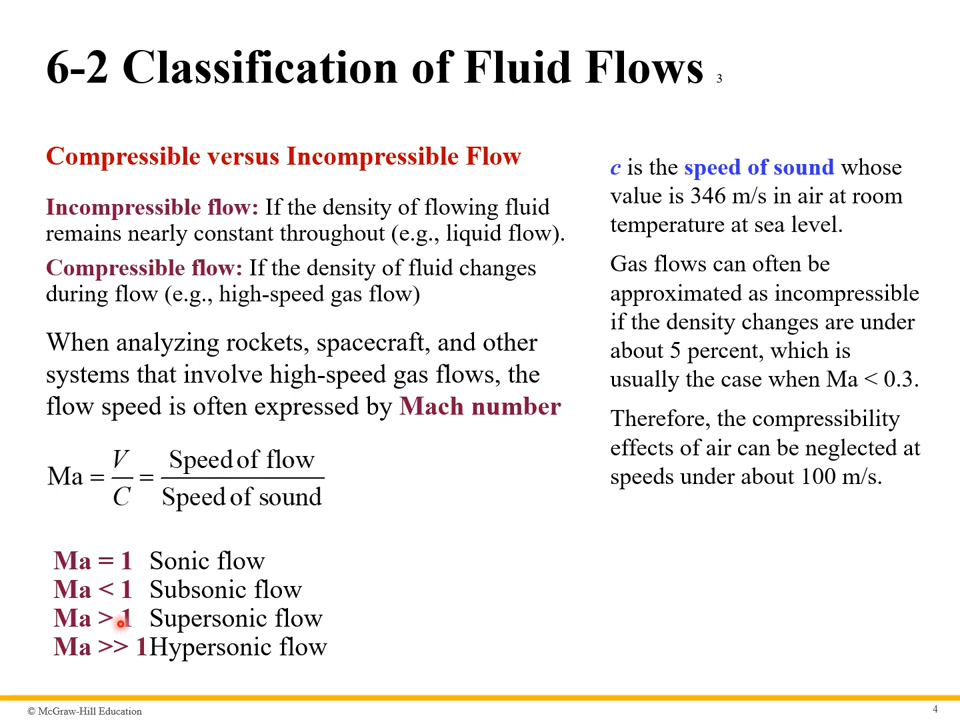 6-2 Classification of Fluid Flows 3
Compressible versus Incompressible Flow
Incompressible flow: If the density of flowing fluid
remains nearly constant throughout (e.g., liquid flow).
Compressible flow: If the density of fluid changes
during flow (e.g., high-speed gas flow)
When analyzing rockets, spacecraft, and other
systems that involve high-speed gas flows, the
flow speed is often expressed by Mach number
Ma = V/C = Speed of flow/Speed of sound
Ma = 1 Sonic flow
Ma < 1 Subsonic flow
Ma > 1 Supersonic flow
Ma >> 1 Hypersonic flow
c is the speed of sound whose
value is 346 m/s in air at room
temperature at sea level.
Gas flows can often be
approximated as incompressible
if the density changes are under
about 5 percent, which is
usually the case when Ma < 0.3.
Therefore, the compressibility
effects of air can be neglected at
speeds under about 100 m/s.
© McGraw-Hill Education
4